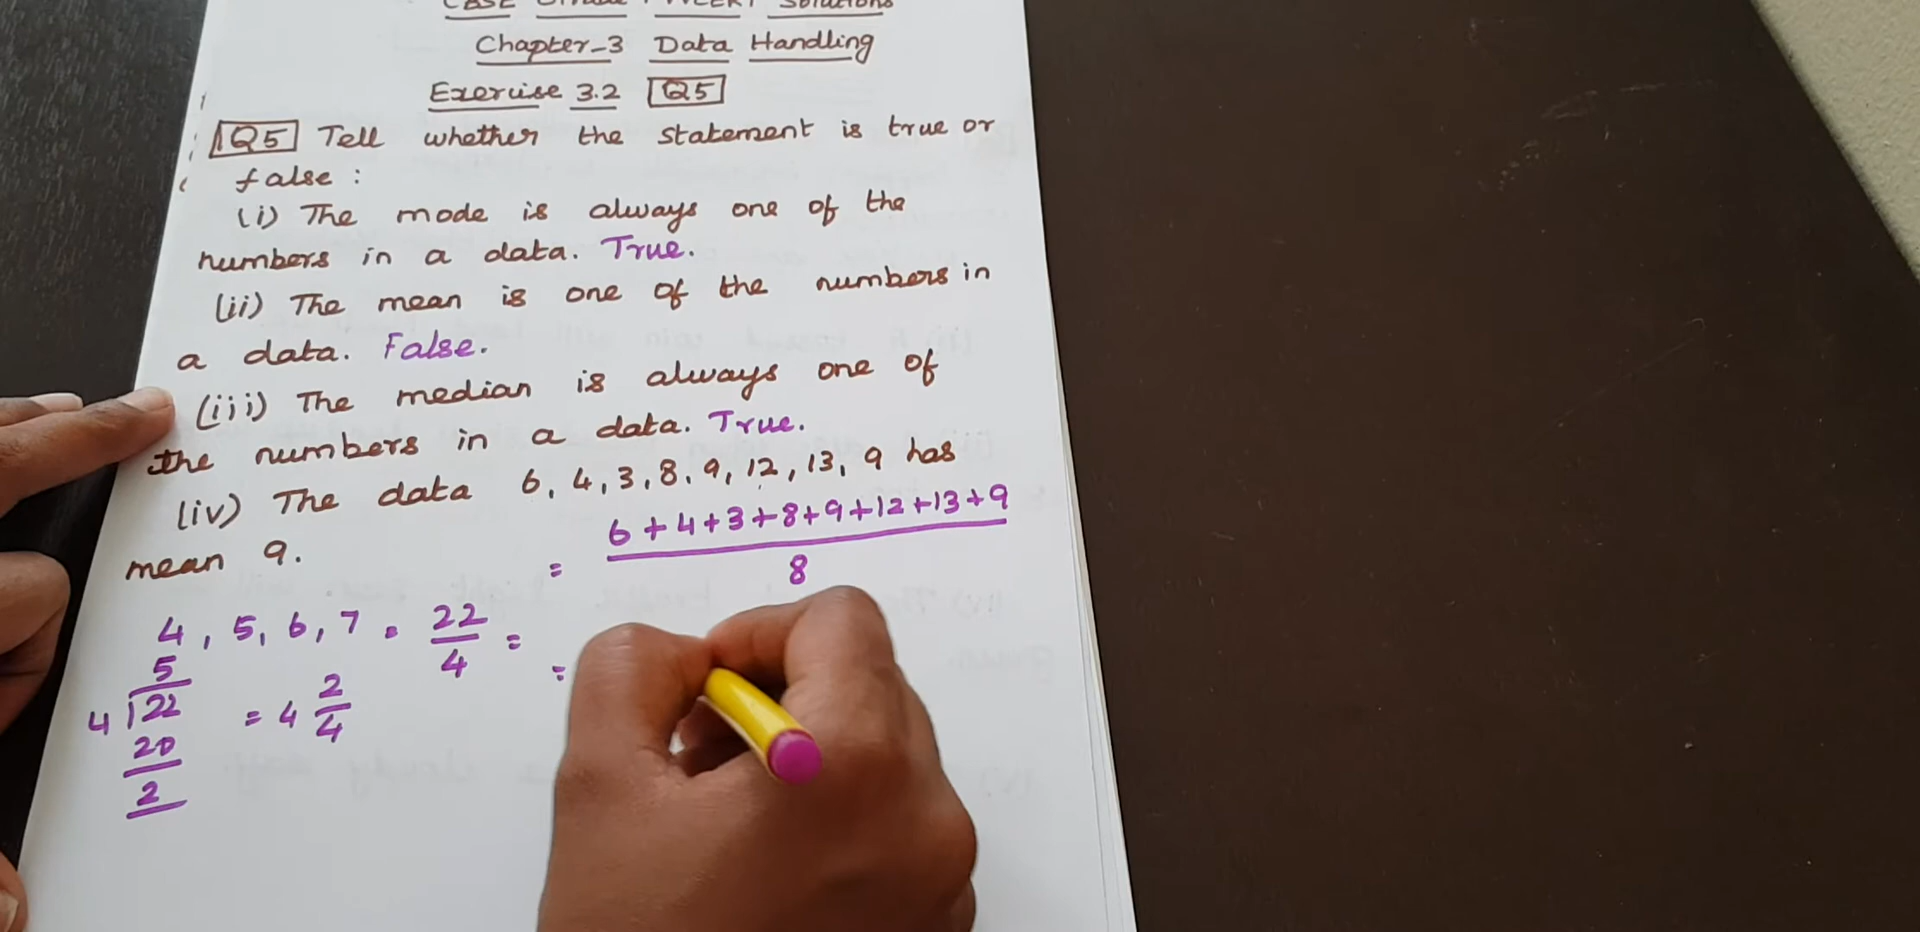 Solutions
Chapter-3 Data Handling
Exercise 3.2 Q5
Q5 Tell whether the statement is true or
false :
(i) The mode is always one of the
numbers in a data. True.
(ii) The mean is one of the numbers in
a data. False.
(iii) The median is always one of
the numbers in a data. True.
(iv) The data 6, 4, 3, 8, 9, 12, 13, 9 has
mean 9.
= 6+4+3+8+9+12+13+9
8
4, 5, 6, 7 = 22/4 =
=
5
4 22 = 4 2/4
20
2